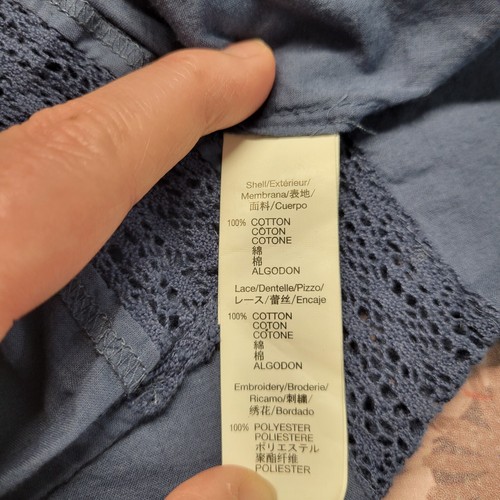 Shell/Extérieur/
Membrana/表地/
面料/Cuerpo
100% COTTON
COTON
COTONE
綿
棉
ALGODON
Lace/Dentelle/Pizzo/
レース/蕾丝/Encaje
100% COTTON
COTON
COTONE
綿
棉
ALGODON
Embroidery/Broderie/
Ricamo/刺繍/
绣花/Bordado
100% POLYESTER
POLIESTERE
ポリエステル
聚酯纤维
POLIESTER